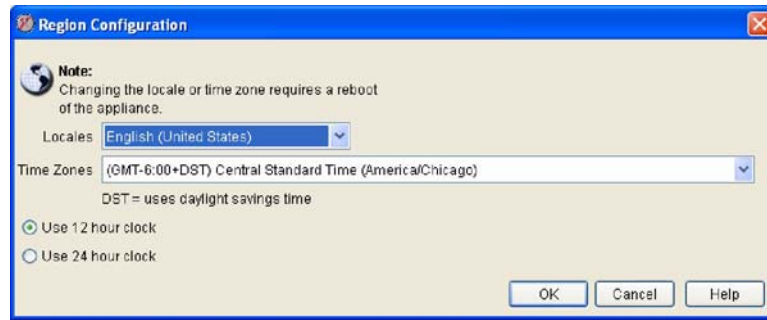 Region Configuration
Note:
Changing the locale or time zone requires a reboot
of the appliance.
Locales English (United States)
Time Zones (GMT-6:00+DST) Central Standard Time (America/Chicago)
DST = uses daylight savings time
Use 12 hour clock
Use 24 hour clock
OK Cancel Help